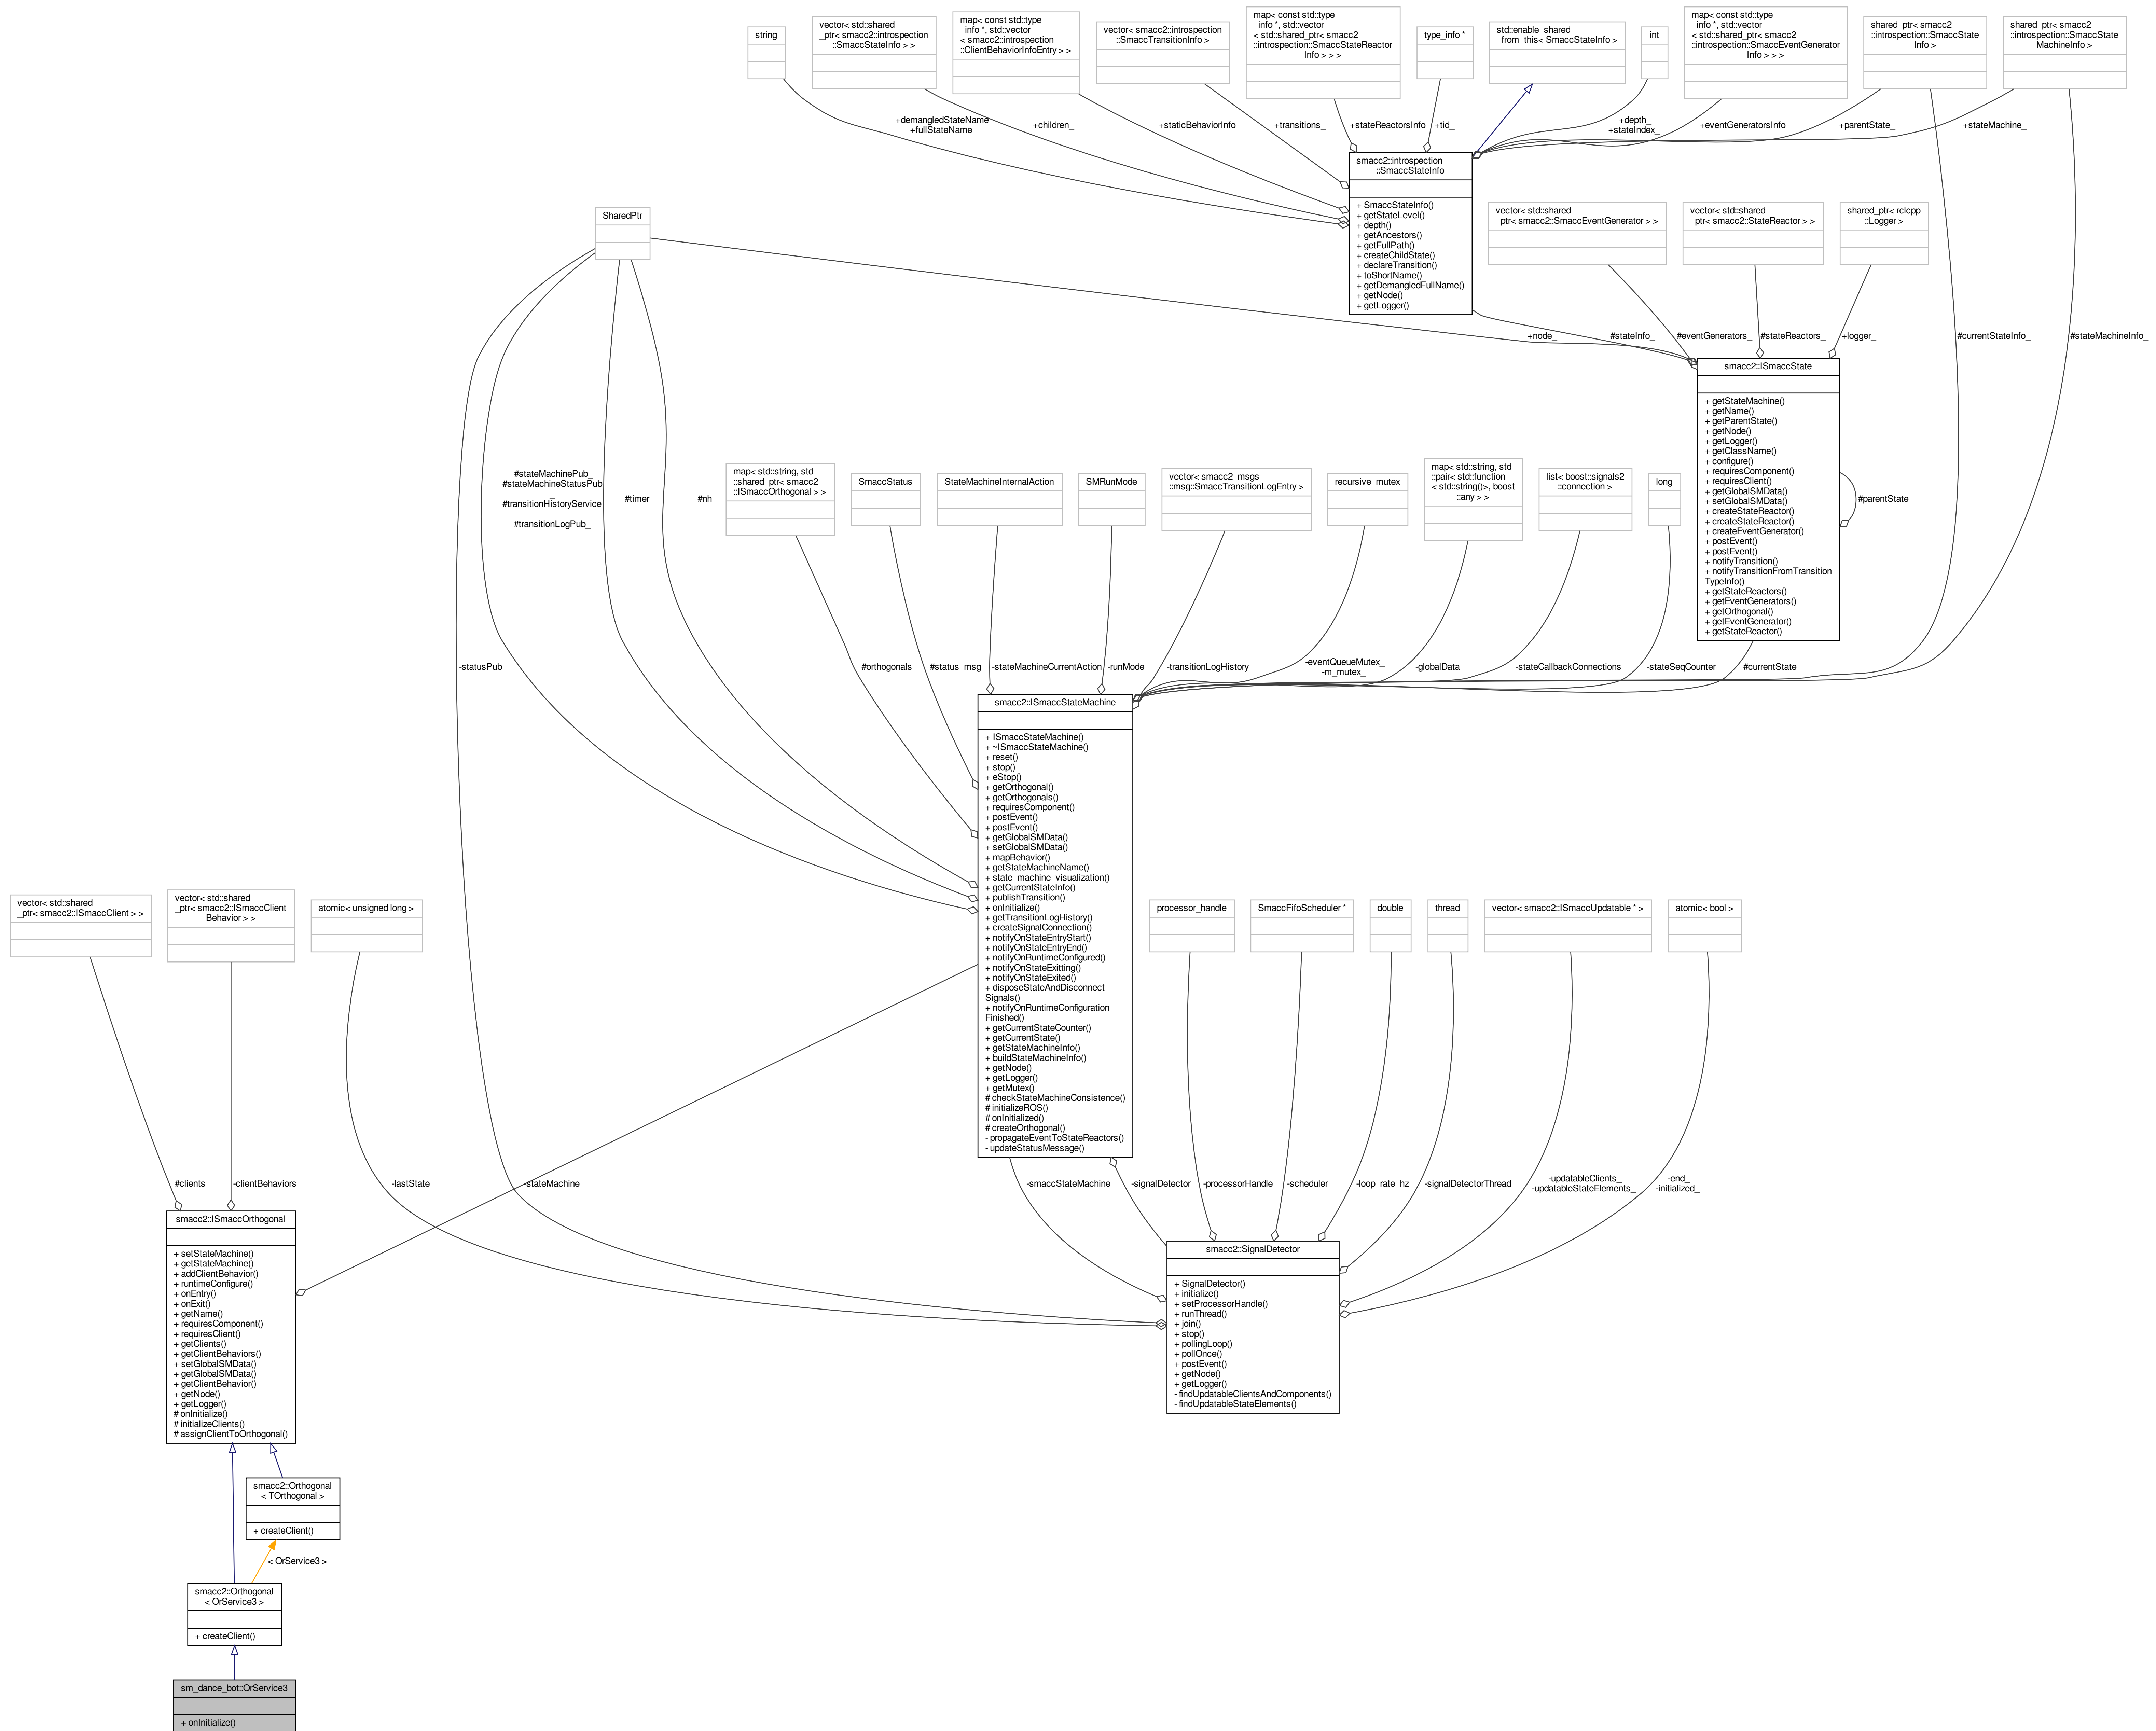 string
vector< std::shared
_ptr< smacc2::introspection
::SmaccStateInfo > >
map< const std::type
_info *, std::vector
< smacc2::introspection
::ClientBehaviorInfoEntry > >
vector< smacc2::introspection
::SmaccTransitionInfo >
map< const std::type
_info *, std::vector
< std::shared_ptr< smacc2
::introspection::SmaccStateReactor
Info > > >
type_info *
std::enable_shared
_from_this< SmaccStateInfo >
int
map< const std::type
_info *, std::vector
< std::shared_ptr< smacc2
::introspection::SmaccEventGenerator
Info > > >
shared_ptr< smacc2
::introspection::SmaccState
Info >
shared_ptr< smacc2
::introspection::SmaccState
MachineInfo >
+demangledStateName
+fullStateName
+children_
+staticBehaviorInfo
+transitions_
+stateReactorsInfo
+tid_
+depth_
+stateIndex_
+eventGeneratorsInfo
+parentState_
+stateMachine_
smacc2::introspection
::SmaccStateInfo
+ SmaccStateInfo()
+ getStateLevel()
+ depth()
+ getAncestors()
+ getFullPath()
+ createChildState()
+ declareTransition()
+ toShortName()
+ getDemangledFullName()
+ getNode()
+ getLogger()
SharedPtr
vector< std::shared
_ptr< smacc2::SmaccEventGenerator > >
vector< std::shared
_ptr< smacc2::StateReactor > >
shared_ptr< rclcpp
::Logger >
+node_
#stateInfo_
#eventGenerators_
#stateReactors_
+logger_
#currentStateInfo_
#stateMachineInfo_
smacc2::ISmaccState
+ getStateMachine()
+ getName()
+ getParentState()
+ getNode()
+ getLogger()
+ getClassName()
+ configure()
+ requiresComponent()
+ requiresClient()
+ getGlobalSMData()
+ setGlobalSMData()
+ createStateReactor()
+ createStateReactor()
+ createEventGenerator()
+ postEvent()
+ postEvent()
+ notifyTransition()
+ notifyTransitionFromTransition
TypeInfo()
+ getStateReactors()
+ getEventGenerators()
+ getOrthogonal()
+ getEventGenerator()
+ getStateReactor()
#parentState_
#stateMachinePub_
#stateMachineStatusPub
_
#transitionHistoryService
_
#transitionLogPub_
#timer_
#nh_
map< std::string, std
::shared_ptr< smacc2
::ISmaccOrthogonal > >
SmaccStatus
StateMachineInternalAction
SMRunMode
vector< smacc2_msgs
::msg::SmaccTransitionLogEntry >
recursive_mutex
map< std::string, std
::pair< std::function
< std::string()>, boost
::any > >
list< boost::signals2
::connection >
long
-statusPub_
#orthogonals_
#status_msg_
-stateMachineCurrentAction
-runMode_
-transitionLogHistory_
-eventQueueMutex_
-m_mutex_
-globalData_
-stateCallbackConnections
-stateSeqCounter_
#currentState_
smacc2::ISmaccStateMachine
+ ISmaccStateMachine()
+ ~ISmaccStateMachine()
+ reset()
+ stop()
+ eStop()
+ getOrthogonal()
+ getOrthogonals()
+ requiresComponent()
+ postEvent()
+ postEvent()
+ getGlobalSMData()
+ setGlobalSMData()
+ mapBehavior()
+ getStateMachineName()
+ state_machine_visualization()
+ getCurrentStateInfo()
+ publishTransition()
+ onInitialize()
+ getTransitionLogHistory()
+ createSignalConnection()
+ notifyOnStateEntryStart()
+ notifyOnStateEntryEnd()
+ notifyOnRuntimeConfigured()
+ notifyOnStateExitting()
+ notifyOnStateExited()
+ disposeStateAndDisconnect
Signals()
+ notifyOnRuntimeConfiguration
Finished()
+ getCurrentStateCounter()
+ getCurrentState()
+ getStateMachineInfo()
+ buildStateMachineInfo()
+ getNode()
+ getLogger()
+ getMutex()
# checkStateMachineConsistence()
# initializeROS()
# onInitialized()
# createOrthogonal()
- propagateEventToStateReactors()
- updateStatusMessage()
vector< std::shared
_ptr< smacc2::ISmaccClient > >
vector< std::shared
_ptr< smacc2::ISmaccClient
Behavior > >
atomic< unsigned long >
processor_handle
SmaccFifoScheduler *
double
thread
vector< smacc2::ISmaccUpdatable * >
atomic< bool >
#clients_
-clientBehaviors_
-lastState_
-stateMachine_
-smaccStateMachine_
-signalDetector_
-processorHandle_
-scheduler_
-loop_rate_hz
-signalDetectorThread_
-updatableClients_
-updatableStateElements_
-end_
-initialized_
smacc2::ISmaccOrthogonal
+ setStateMachine()
+ getStateMachine()
+ addClientBehavior()
+ runtimeConfigure()
+ onEntry()
+ onExit()
+ getName()
+ requiresComponent()
+ requiresClient()
+ getClients()
+ getClientBehaviors()
+ setGlobalSMData()
+ getGlobalSMData()
+ getClientBehavior()
+ getNode()
+ getLogger()
# onInitialize()
# initializeClients()
# assignClientToOrthogonal()
smacc2::SignalDetector
+ SignalDetector()
+ initialize()
+ setProcessorHandle()
+ runThread()
+ join()
+ stop()
+ pollingLoop()
+ pollOnce()
+ postEvent()
+ getNode()
+ getLogger()
- findUpdatableClientsAndComponents()
- findUpdatableStateElements()
smacc2::Orthogonal
< TOrthogonal >
+ createClient()
< OrService3 >
smacc2::Orthogonal
< OrService3 >
+ createClient()
sm_dance_bot::OrService3
+ onInitialize()